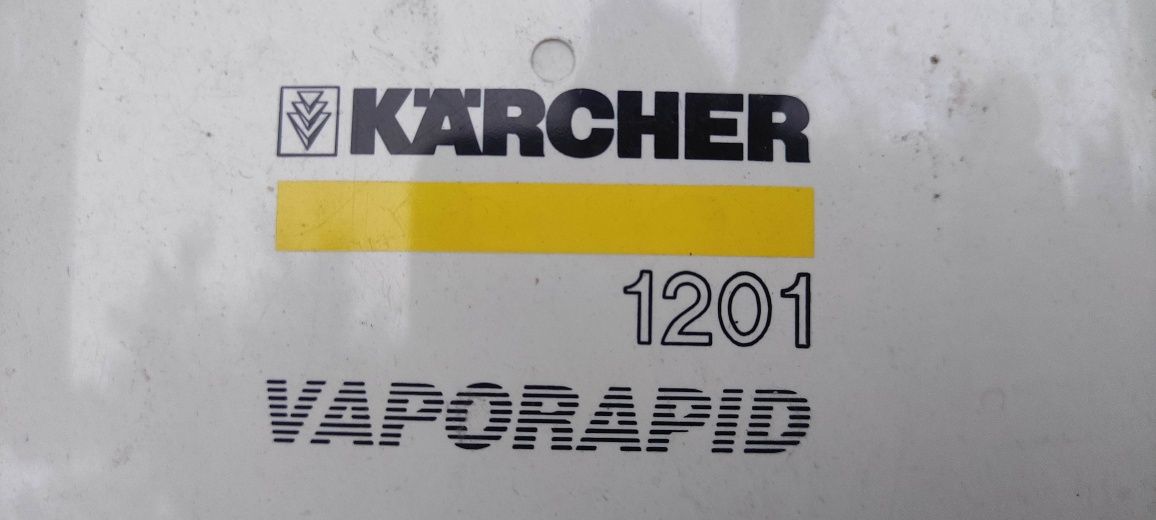 KÄRCHER
1201
VAPORAPID